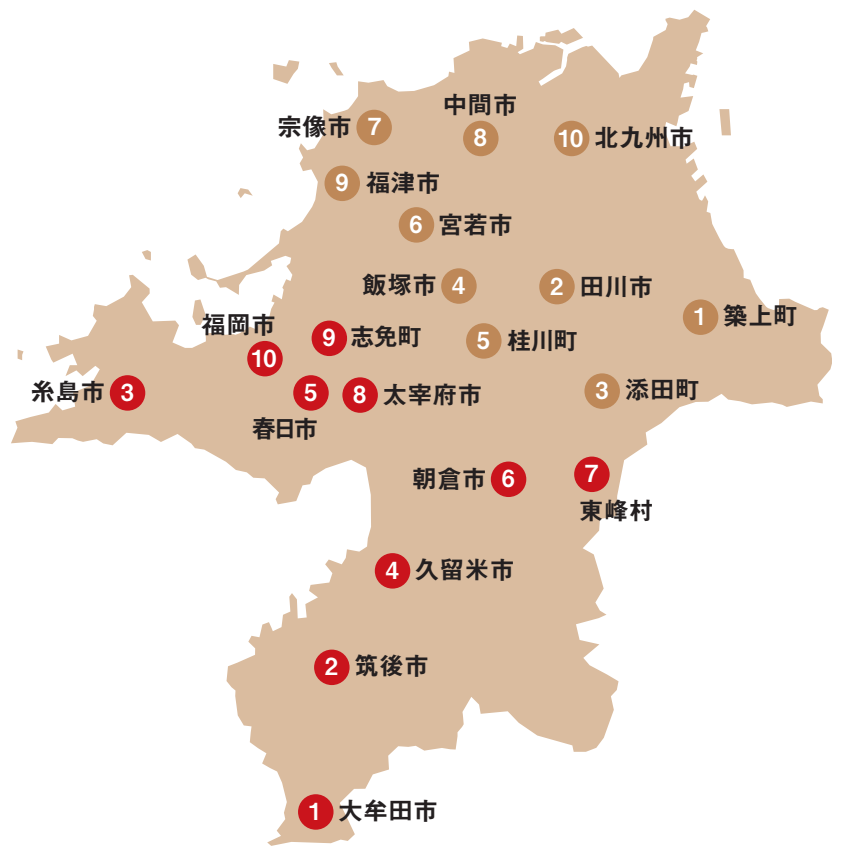 中間市
宗像市 7
8
10 北九州市
9 福津市
6 宮若市
飯塚市 4
2 田川市
1 築上町
福岡市
9 志免町
5 桂川町
10
糸島市 3
5
8 太宰府市
3 添田町
春日市
朝倉市 6
7
東峰村
4 久留米市
2 筑後市
1 大牟田市